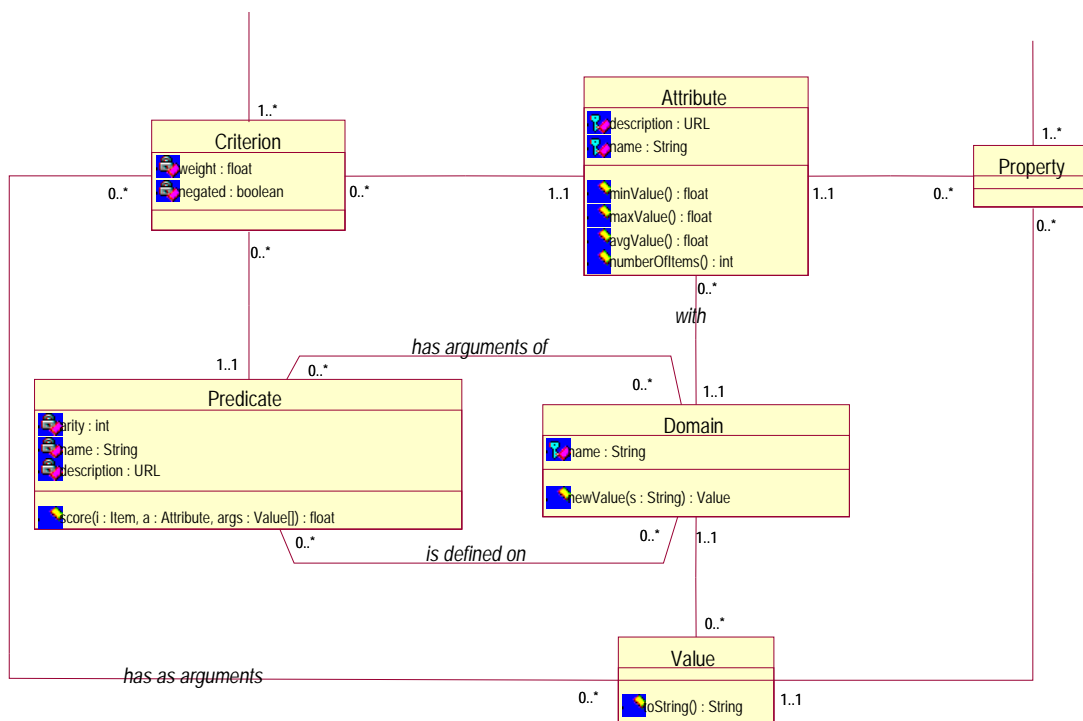 1..*
Criterion
weight : float
negated : boolean
0..*
0..*
0..*
Attribute
description : URL
name : String
minValue() : float
maxValue() : float
avgValue() : float
numberOfItems() : int
1..1
1..1
0..*
with
1..*
Property
0..*
0..*
has arguments of
1..1
0..*
0..*
1..1
Predicate
arity : int
name : String
description : URL
score(i : Item, a : Attribute, args : Value[]) : float
Domain
name : String
newValue(s : String) : Value
0..*
is defined on
0..*
1..1
0..*
Value
toString() : String
has as arguments
0..*
1..1